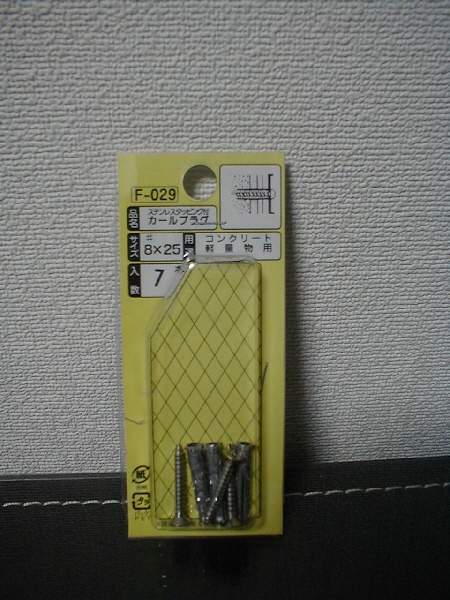 F-029
品名
ステンレスタッピング付
カールプラグ
サイズ
#
8×25
用途
コンクリート
軽量物用
入数
7本
紙